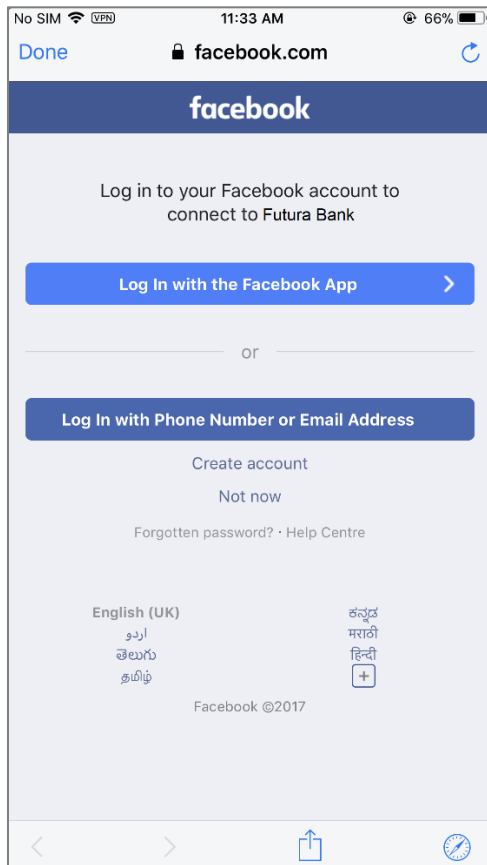 No SIM VPN 11:33 AM 66%
Done facebook.com
facebook
Log in to your Facebook account to
connect to Futura Bank
Log In with the Facebook App
or
Log In with Phone Number or Email Address
Create account
Not now
Forgotten password? · Help Centre
English (UK) ಕನ್ನಡ
اردو मराठी
తెలుగు हिन्दी
தமிழ் +
Facebook ©2017